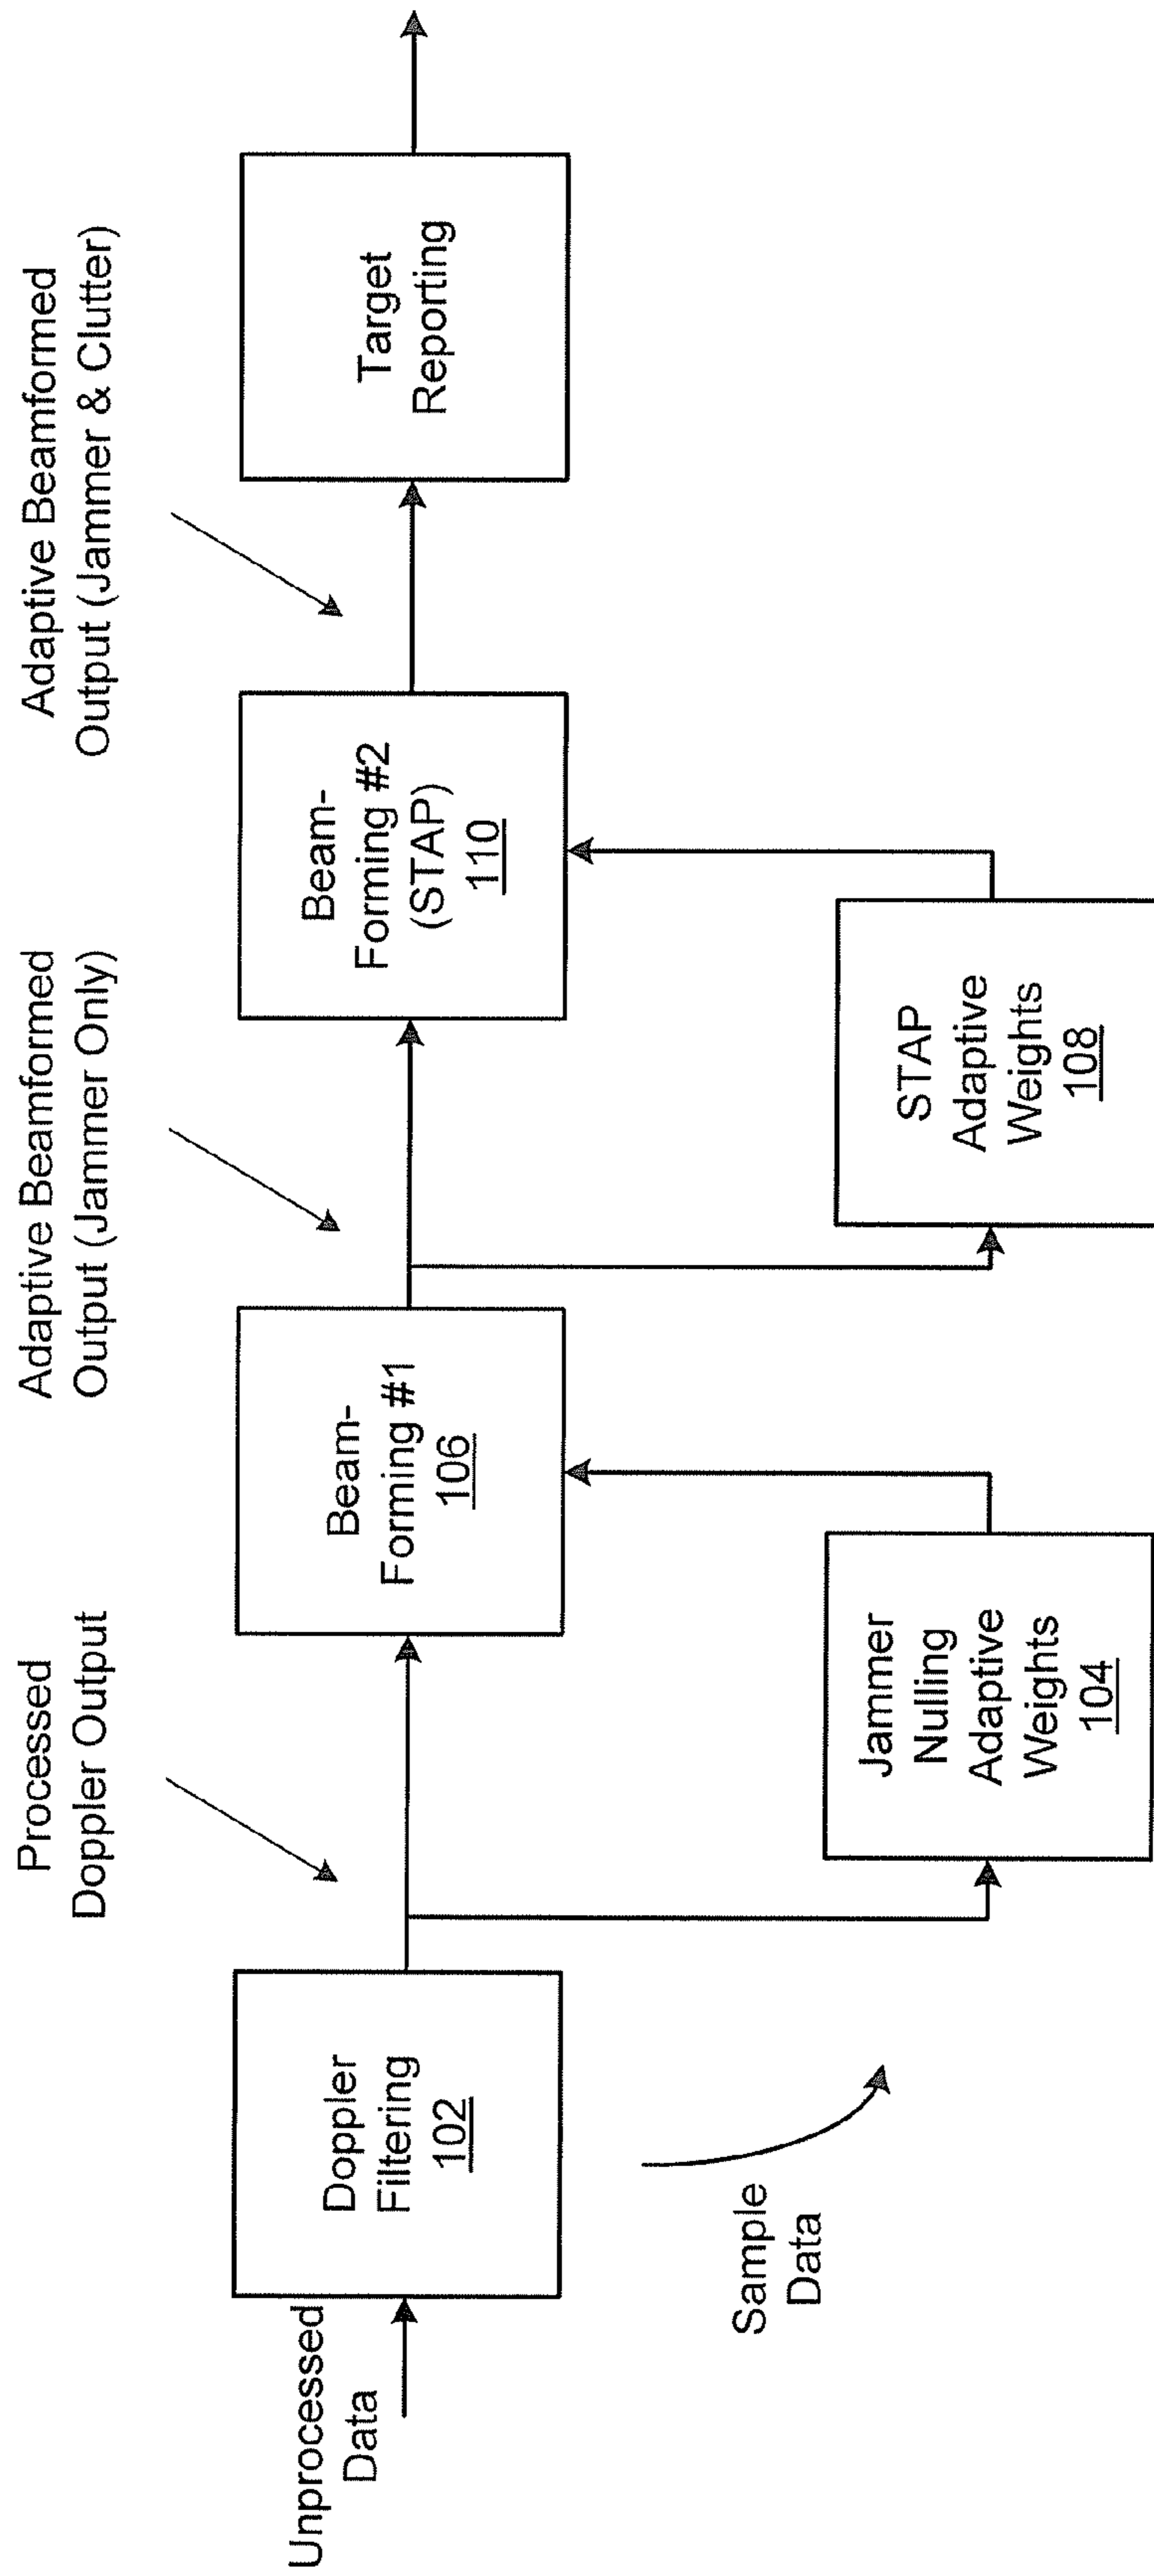 Unprocessed
Data
Doppler
Filtering
102
Sample
Data
Processed
Doppler Output
Jammer
Nulling
Adaptive
Weights
104
Beam-
Forming #1
106
Adaptive Beamformed
Output (Jammer Only)
STAP
Adaptive
Weights
108
Beam-
Forming #2
(STAP)
110
Adaptive Beamformed
Output (Jammer & Clutter)
Target
Reporting